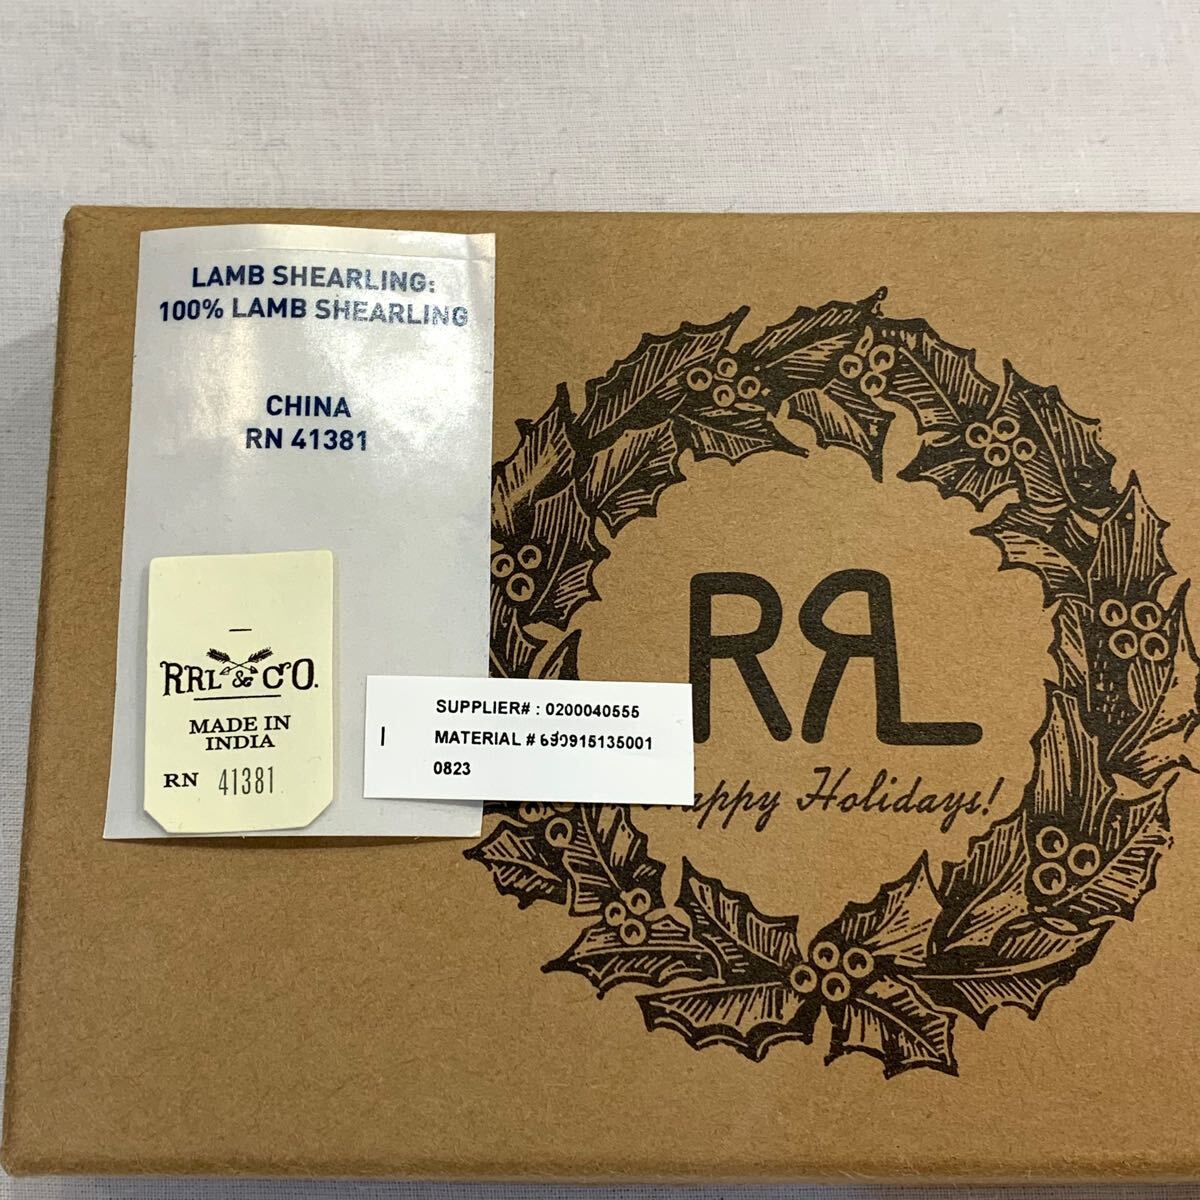 LAMB SHEARLING:
100% LAMB SHEARLING
CHINA
RN 41381
RRL & CO.
MADE IN
INDIA
RN 41381
SUPPLIER# : 0200040555
MATERIAL # 690915135001
0823
RRL
Happy Holidays!